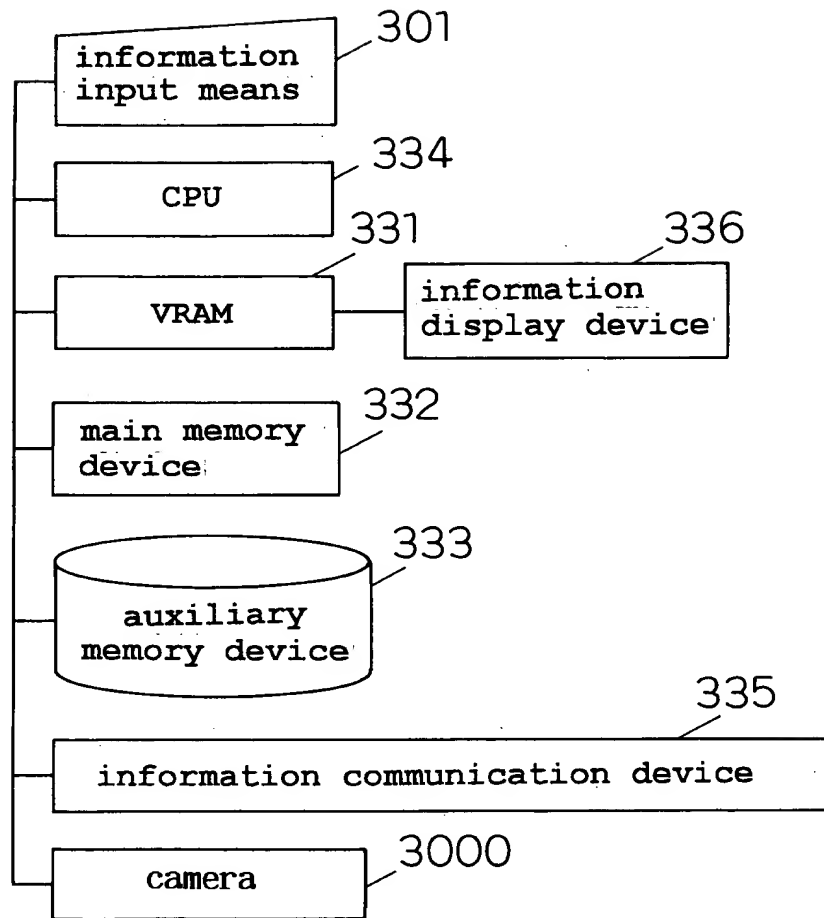 301
information
input means
334
CPU
331
VRAM
336
information
display device
332
main memory
device
333
auxiliary
memory device
335
information communication device
3000
camera